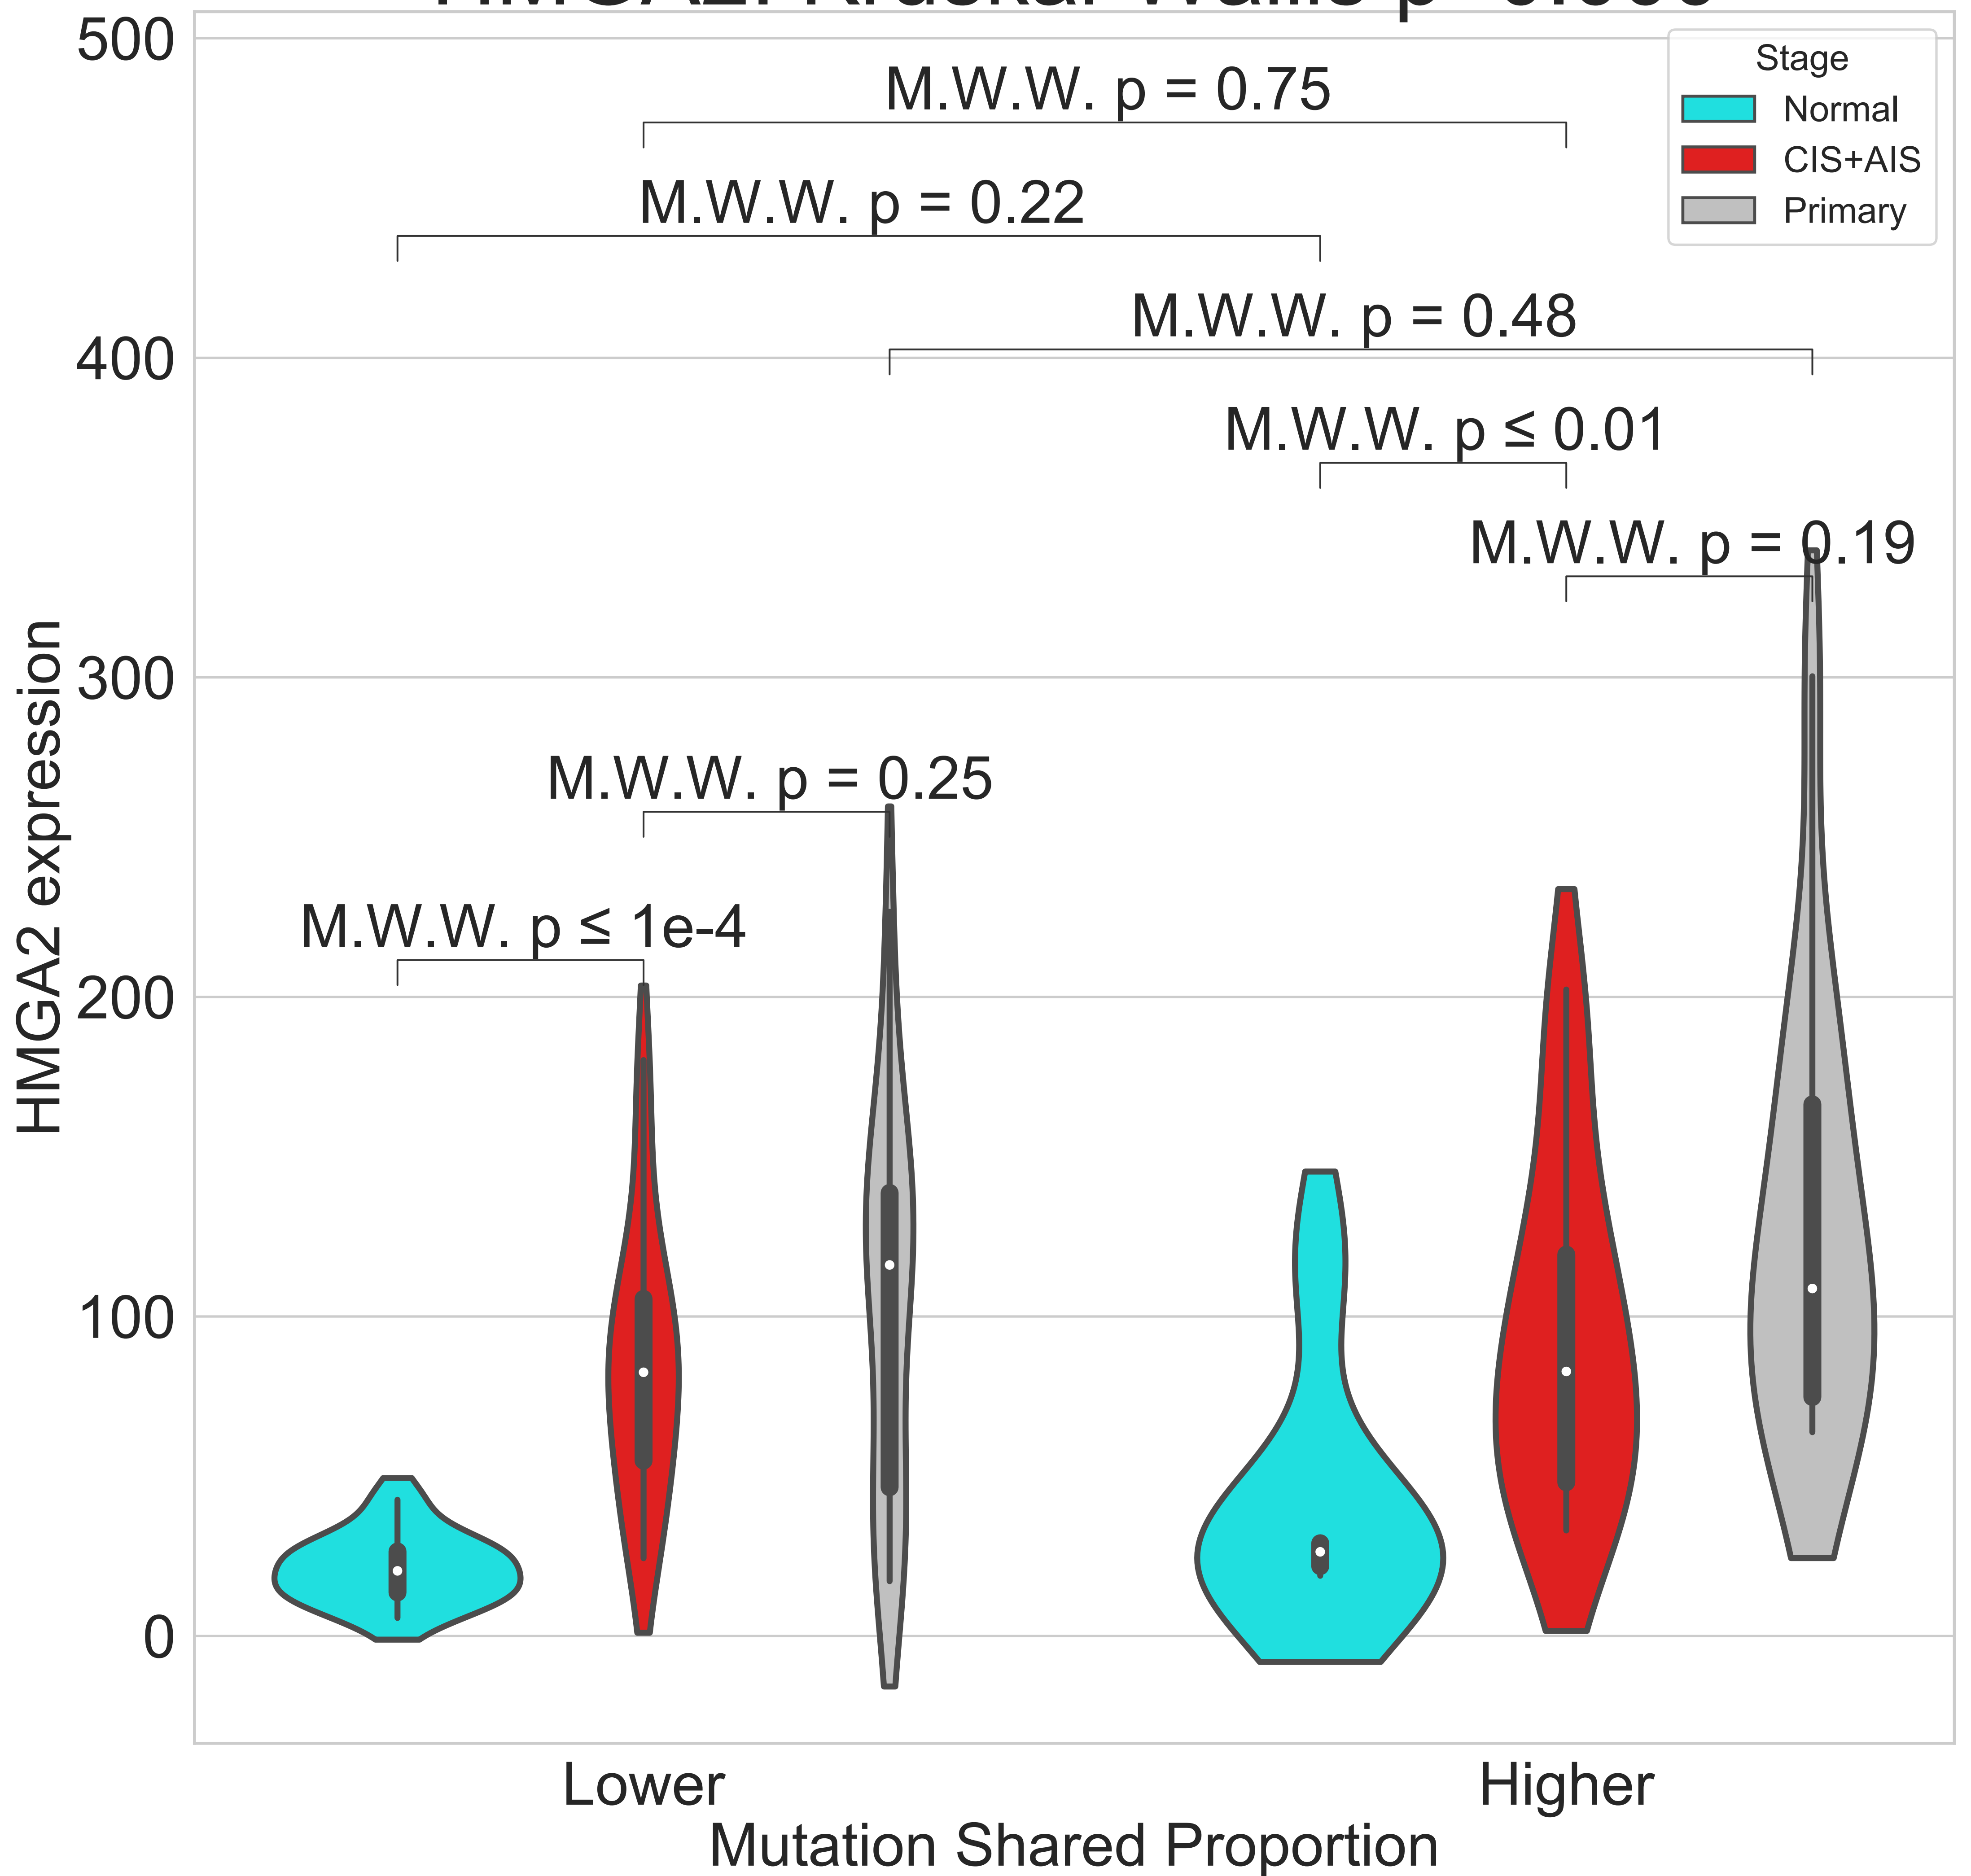 500
M.W.W. p = 0.75
M.W.W. p = 0.22
M.W.W. p = 0.48
400
M.W.W. p ≤ 0.01
M.W.W. p = 0.19
300
M.W.W. p = 0.25
M.W.W. p ≤ 1e-4
200
100
0
HMGA2 expression
Stage
Normal
CIS+AIS
Primary
Lower
Higher
Mutation Shared Proportion